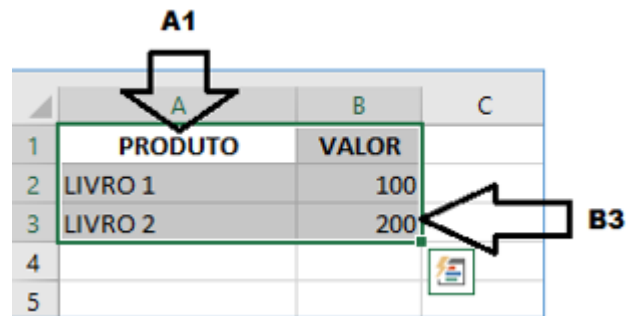 A1
A B C
1 PRODUTO VALOR
2 LIVRO 1 100
3 LIVRO 2 200
B3
4
5